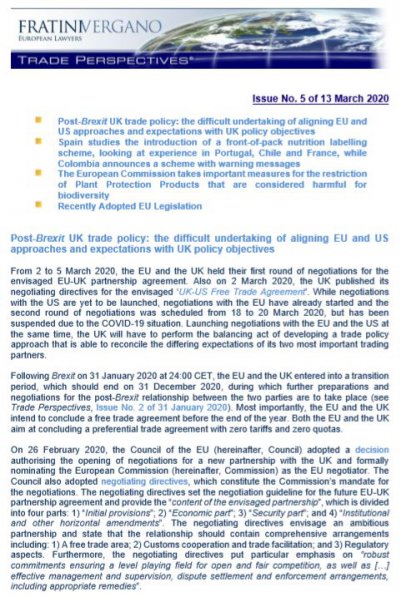 FRATINIVERGANO
EUROPEAN LAWYERS
TRADE PERSPECTIVES®
Issue No. 5 of 13 March 2020
Post-Brexit UK trade policy: the difficult undertaking of aligning EU and
US approaches and expectations with UK policy objectives
Spain studies the introduction of a front-of-pack nutrition labelling
scheme, looking at experience in Portugal, Chile and France, while
Colombia announces a scheme with warning messages
The European Commission takes important measures for the restriction
of Plant Protection Products that are considered harmful for
biodiversity
Recently Adopted EU Legislation
Post-Brexit UK trade policy: the difficult undertaking of aligning EU and US
approaches and expectations with UK policy objectives
From 2 to 5 March 2020, the EU and the UK held their first round of negotiations for the
envisaged EU-UK partnership agreement. Also on 2 March 2020, the UK published its
negotiating directives for the envisaged 'UK-US Free Trade Agreement'. While negotiations
with the US are yet to be launched, negotiations with the EU have already started and the
second round of negotiations was scheduled from 18 to 20 March 2020, but has been
suspended due to the COVID-19 situation. Launching negotiations with the EU and the US at
the same time, the UK will have to perform the balancing act of developing a trade policy
approach that is able to reconcile the differing expectations of its two most important trading
partners.
Following Brexit on 31 January 2020 at 24:00 CET, the EU and the UK entered into a transition
period, which should end on 31 December 2020, during which further preparations and
negotiations for the post-Brexit relationship between the two parties are to take place (see
Trade Perspectives, Issue No. 2 of 31 January 2020). Most importantly, the EU and the UK
intend to conclude a free trade agreement before the end of the year. Both the EU and the UK
aim at concluding a preferential trade agreement with zero tariffs and zero quotas.
On 26 February 2020, the Council of the EU (hereinafter, Council) adopted a decision
authorising the opening of negotiations for a new partnership with the UK and formally
nominating the European Commission (hereinafter, Commission) as the EU negotiator. The
Council also adopted negotiating directives, which constitute the Commission's mandate for
the negotiations. The negotiating directives set the negotiation guideline for the future EU-UK
partnership agreement and provide the "content of the envisaged partnership", which is divided
into four parts: 1) "Initial provisions"; 2) "Economic part"; 3) "Security part"; and 4) "Institutional
and other horizontal amendments". The negotiating directives envisage an ambitious
partnership and state that the relationship should contain comprehensive arrangements
including: 1) A free trade area; 2) Customs cooperation and trade facilitation; and 3) Regulatory
aspects. Furthermore, the negotiating directives put particular emphasis on "robust
commitments ensuring a level playing field for open and fair competition, as well as […]
effective management and supervision, dispute settlement and enforcement arrangements,
including appropriate remedies".